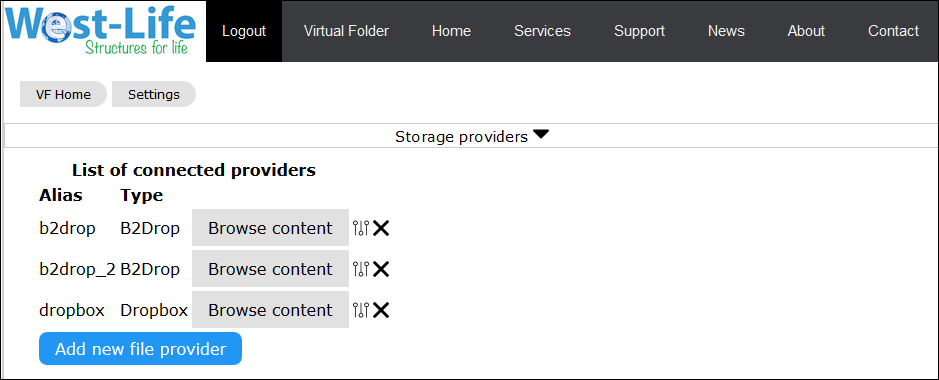 West-Life
Structures for life
Logout Virtual Folder Home Services Support News About Contact
VF Home Settings
Storage providers
List of connected providers
Alias Type
b2drop B2Drop Browse content
b2drop_2 B2Drop Browse content
dropbox Dropbox Browse content
Add new file provider